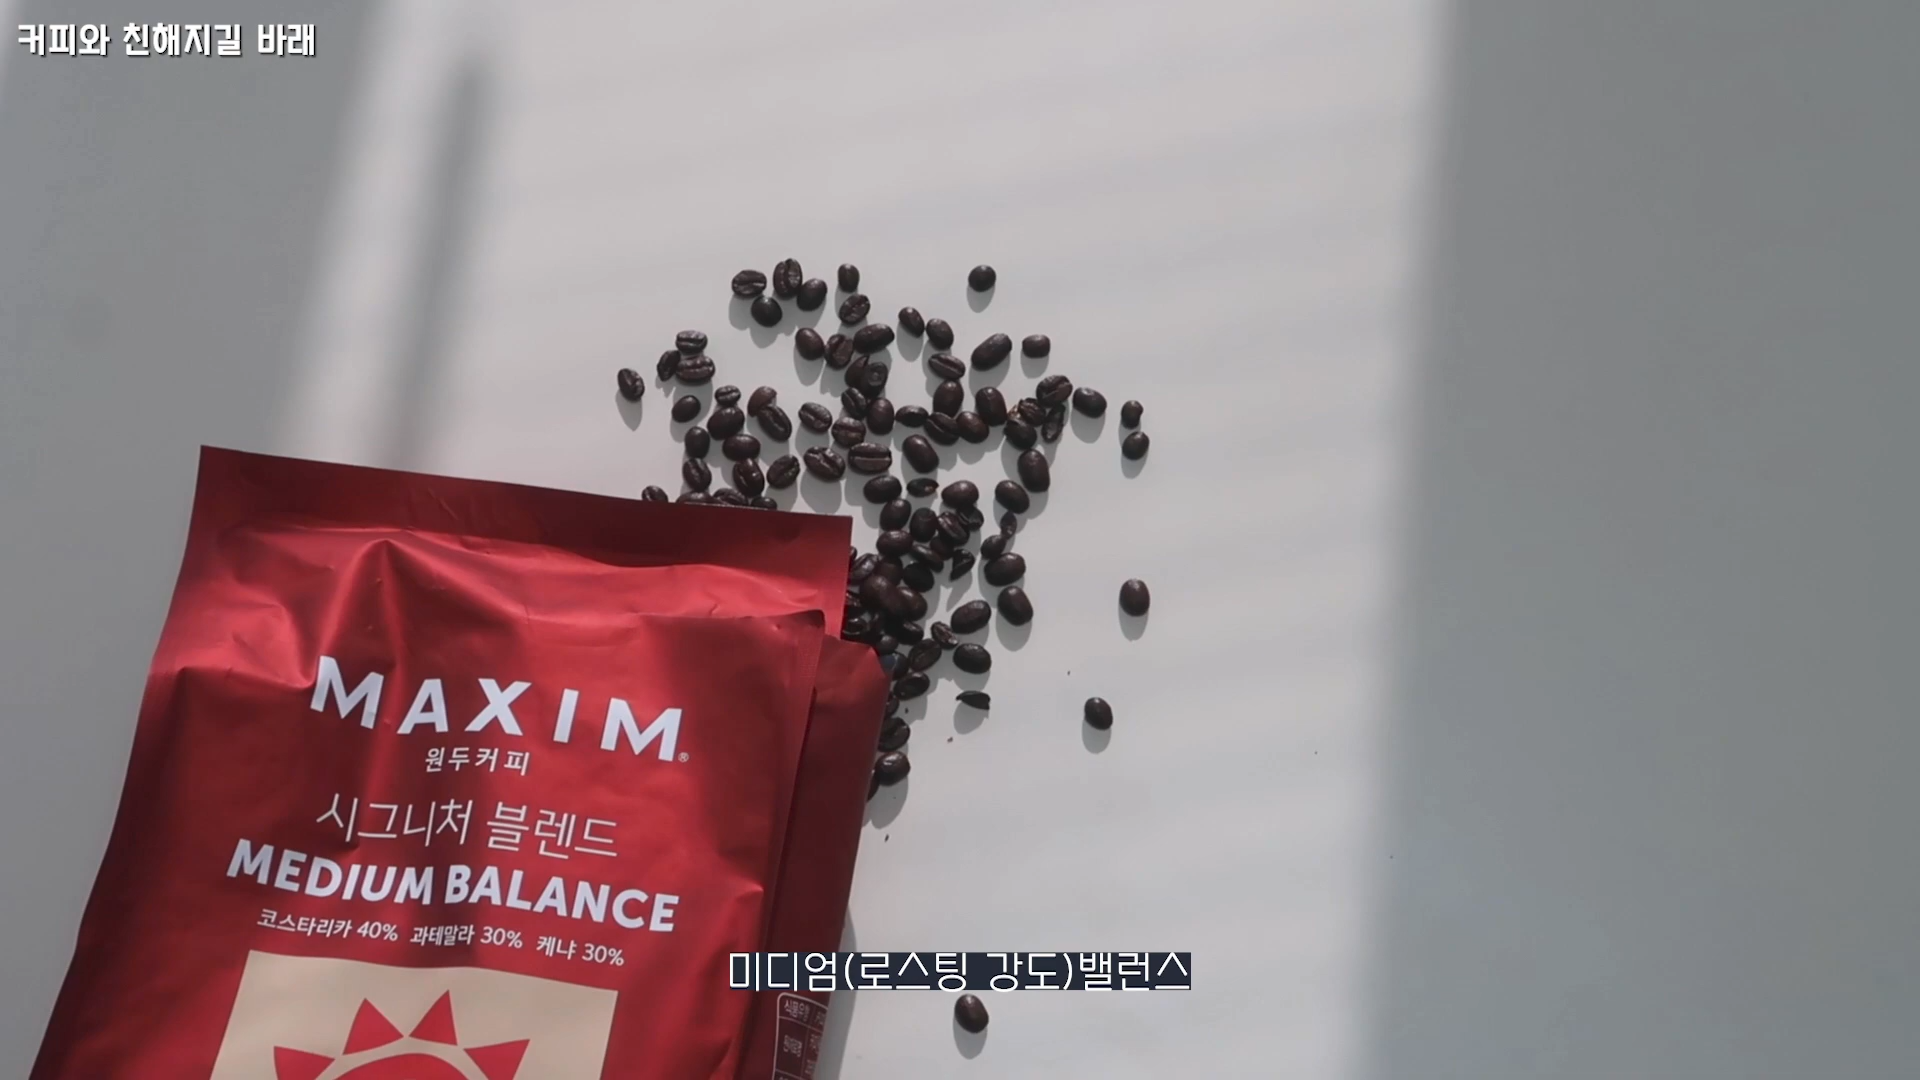 커피와 친해지길 바래
MAXIM®
원두커피
시그니처 블렌드
MEDIUM BALANCE
코스타리카 40% 과테말라 30% 케냐 30%
미디엄(로스팅 강도)밸런스